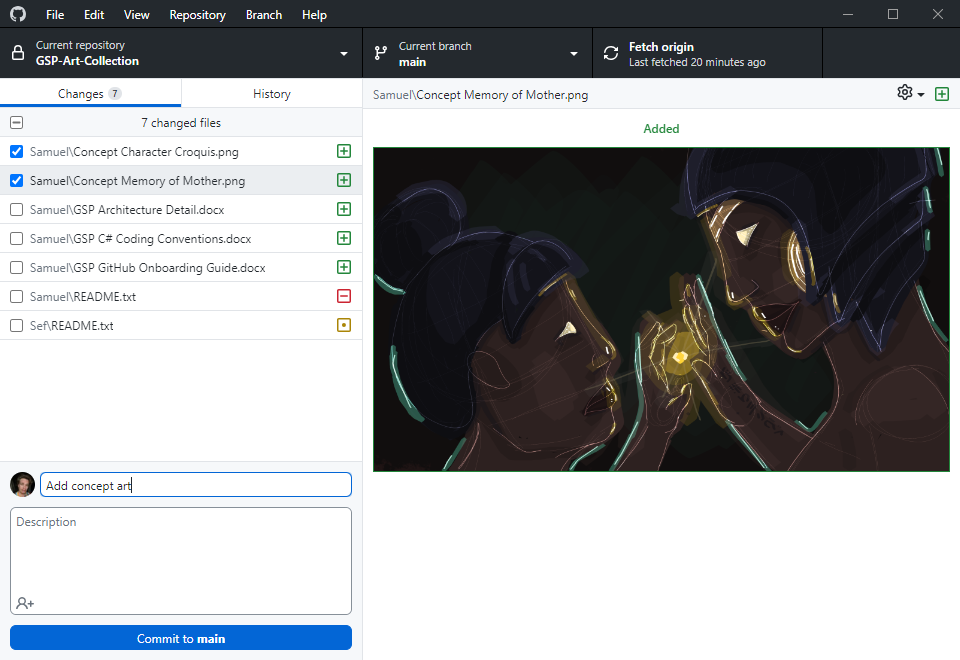 File Edit View Repository Branch Help
Current repository
GSP-Art-Collection
Current branch
main
Fetch origin
Last fetched 20 minutes ago
Changes 7
History
7 changed files
Samuel\Concept Character Croquis.png
Samuel\Concept Memory of Mother.png
Samuel\GSP Architecture Detail.docx
Samuel\GSP C# Coding Conventions.docx
Samuel\GSP GitHub Onboarding Guide.docx
Samuel\README.txt
Sef\README.txt
Add concept art
Description
Commit to main
Samuel\Concept Memory of Mother.png
Added